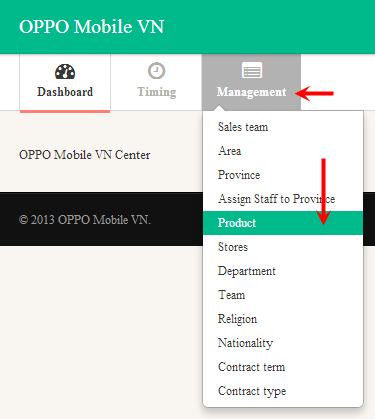 OPPO Mobile VN
Dashboard
Timing
Management
Sales team
Area
Province
Assign Staff to Province
Product
Stores
Department
Team
Religion
Nationality
Contract term
Contract type
OPPO Mobile VN Center
© 2013 OPPO Mobile VN.